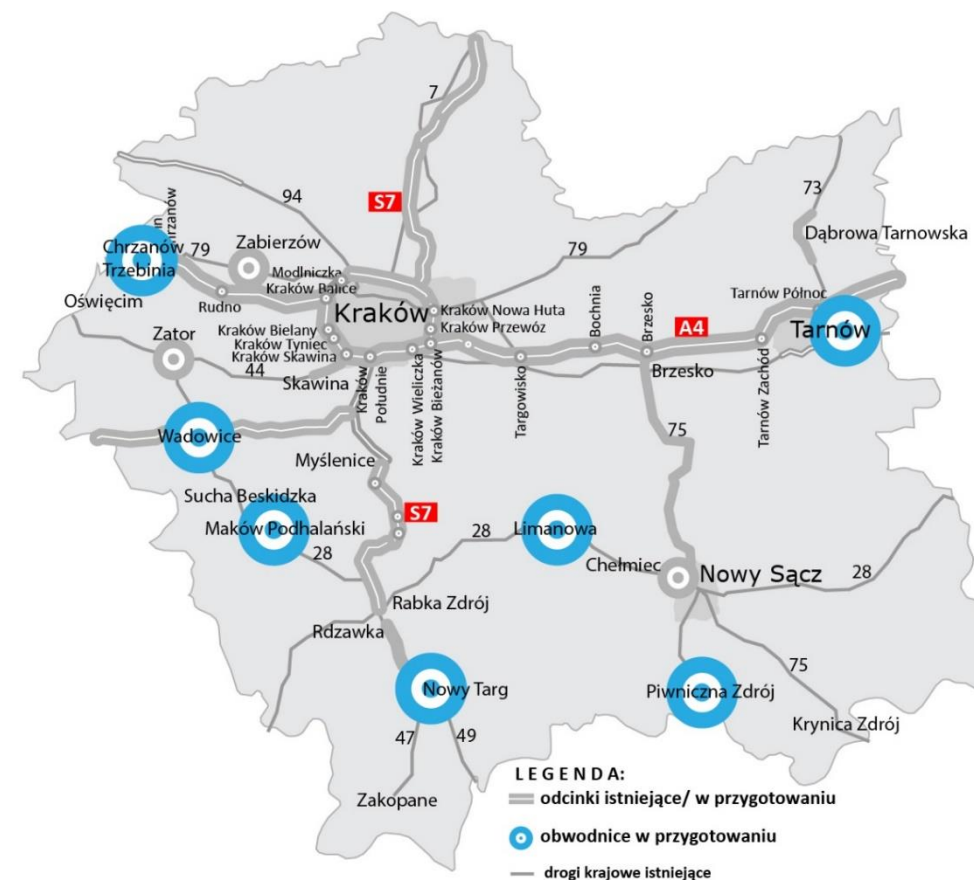 7
94
S7
73
79
Zabierzów
79
Chrzanów
Trzebinia
Modlniczka
Kraków Balice
Dąbrowa Tarnowska
Oświęcim
Rudno
Kraków
Kraków Nowa Huta
Kraków Przewóz
Tarnów Północ
Tarnów
A4
Zator
Kraków Bielany
Kraków Tyniec
Kraków Skawina
44
Skawina
Kraków
Południe
Kraków Wieliczka
Kraków Bieżanów
Targowisko
Bochnia
Brzesko
Brzesko
Tarnów Zachód
Wadowice
75
Myślenice
Sucha Beskidzka
Maków Podhalański
S7
28
28
Limanowa
Chełmiec
Nowy Sącz
28
Rabka Zdrój
Rdzawka
Nowy Targ
Piwniczna Zdrój
75
Krynica Zdrój
47
49
Zakopane
LEGENDA:
odcinki istniejące/ w przygotowaniu
obwodnice w przygotowaniu
drogi krajowe istniejące